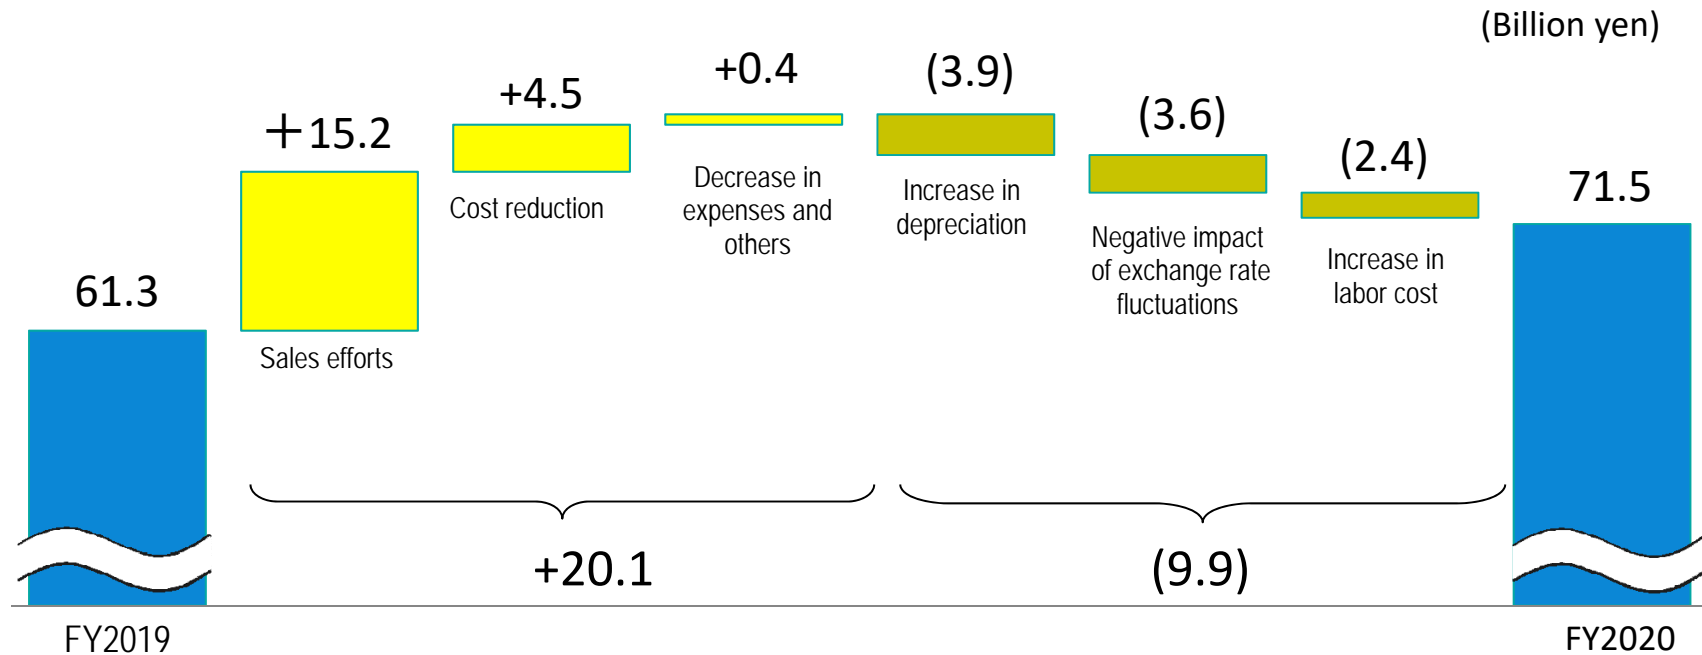 (Billion yen)
61.3
+15.2
Sales efforts
+4.5
Cost reduction
+0.4
Decrease in
expenses and
others
(3.9)
Increase in
depreciation
(3.6)
Negative impact
of exchange rate
fluctuations
(2.4)
Increase in
labor cost
71.5
+20.1
(9.9)
FY2019
FY2020